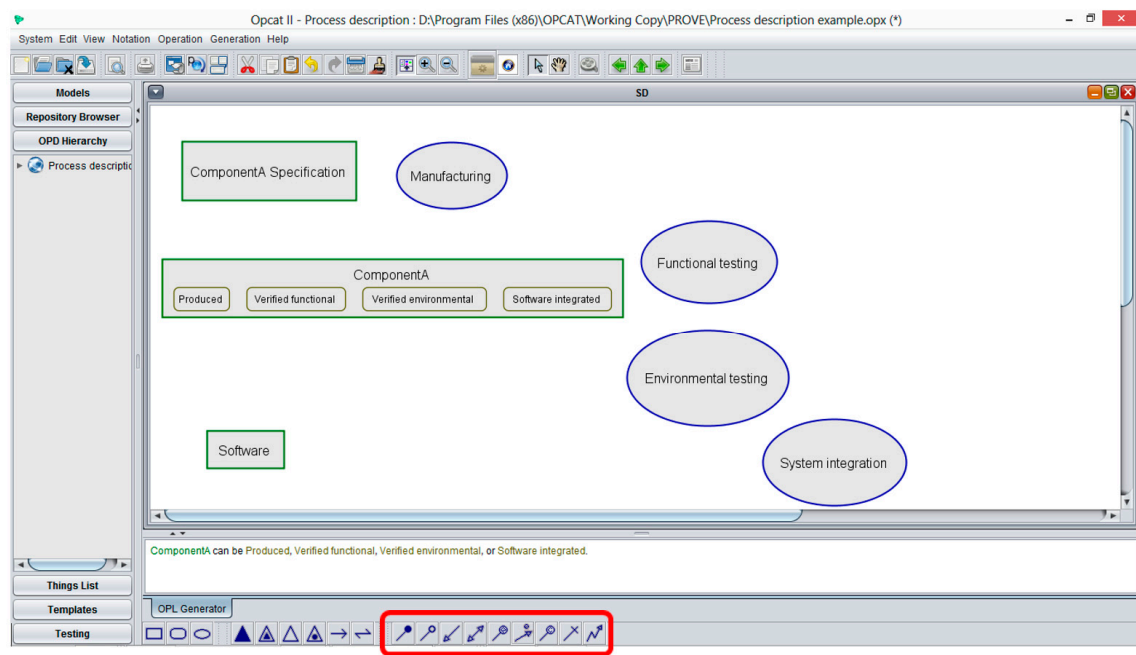 Opcat II - Process description : D:\Program Files (x86)\OPCAT\Working Copy\PROVE\Process description example.opx (*)
System Edit View Notation Operation Generation Help
Models
SD
Repository Browser
OPD Hierarchy
Process descriptic
ComponentA Specification
Manufacturing
Functional testing
ComponentA
Produced
Verified functional
Verified environmental
Software integrated
Environmental testing
Software
System integration
ComponentA can be Produced, Verified functional, Verified environmental, or Software integrated.
Things List
Templates
OPL Generator
Testing